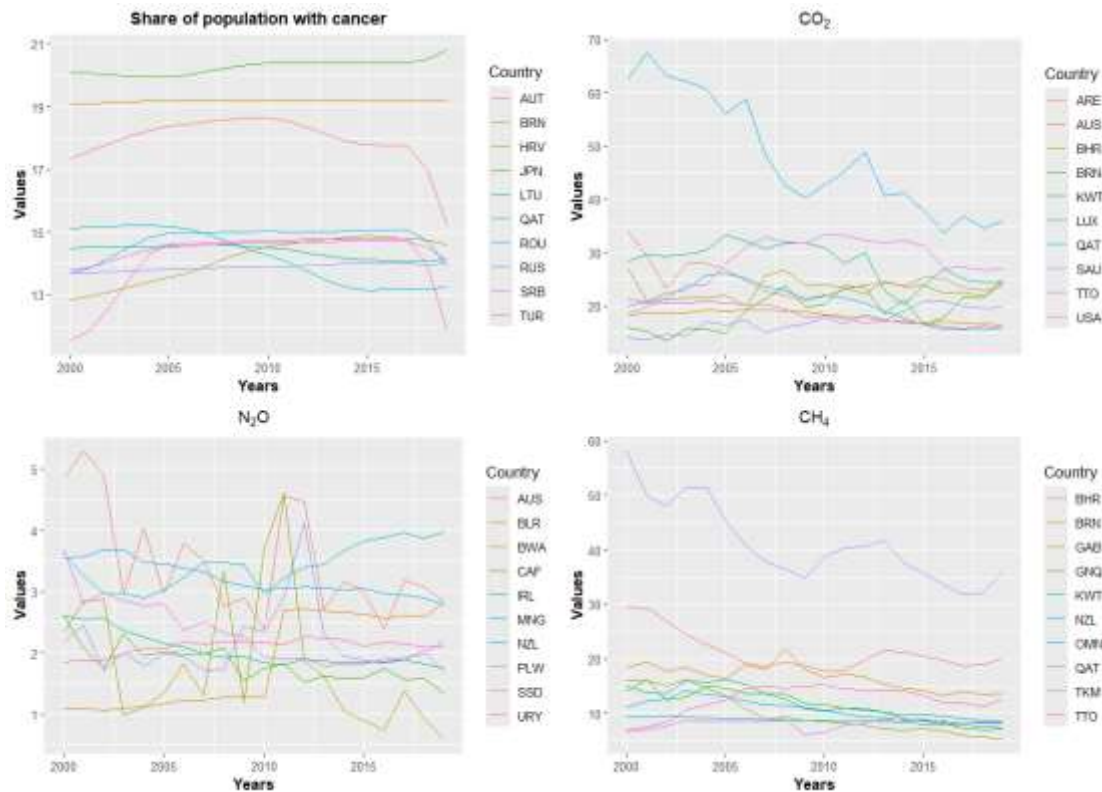 Share of population with cancer
21
19
17
15
13
Values
2000 2005 2010 2015
Years
Country
AUT
BRN
HRV
JPN
LTU
QAT
ROU
RUS
SRB
TUR
CO₂
70
60
50
40
30
20
Values
2000 2005 2010 2015
Years
Country
ARE
AUS
BHR
BRN
KWT
LUX
QAT
SAU
TTO
USA
N₂O
5
4
3
2
1
Values
2000 2005 2010 2015
Years
Country
AUS
BLR
BWA
CAF
IRL
MNG
NZL
PLW
SSD
URY
CH₄
60
50
40
30
20
10
Values
2000 2005 2010 2015
Years
Country
BHR
BRN
GAB
GNQ
KWT
NZL
OMN
QAT
TKM
TTO